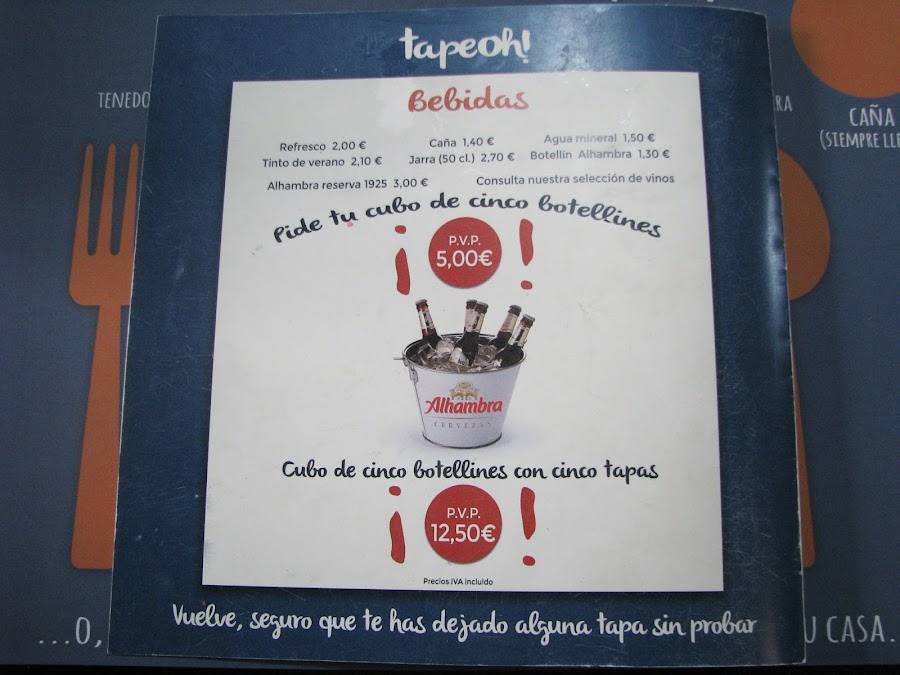 tapeoh!
Bebidas
Refresco 2,00 €
Caña 1,40 €
Agua mineral 1,50 €
Tinto de verano 2,10 €
Jarra (50 cl.) 2,70 €
Botellín Alhambra 1,30 €
Alhambra reserva 1925 3,00 €
Consulta nuestra selección de vinos
Pide tu cubo de cinco botellines
¡ P.V.P. !
5,00€
Alhambra
CERVEZAS
Cubo de cinco botellines con cinco tapas
¡ P.V.P. !
12,50€
Precios IVA incluido
Vuelve, seguro que te has dejado alguna tapa sin probar
TENEDO
RA
CAÑA
(SIEMPRE LLE
...O,
U CASA.